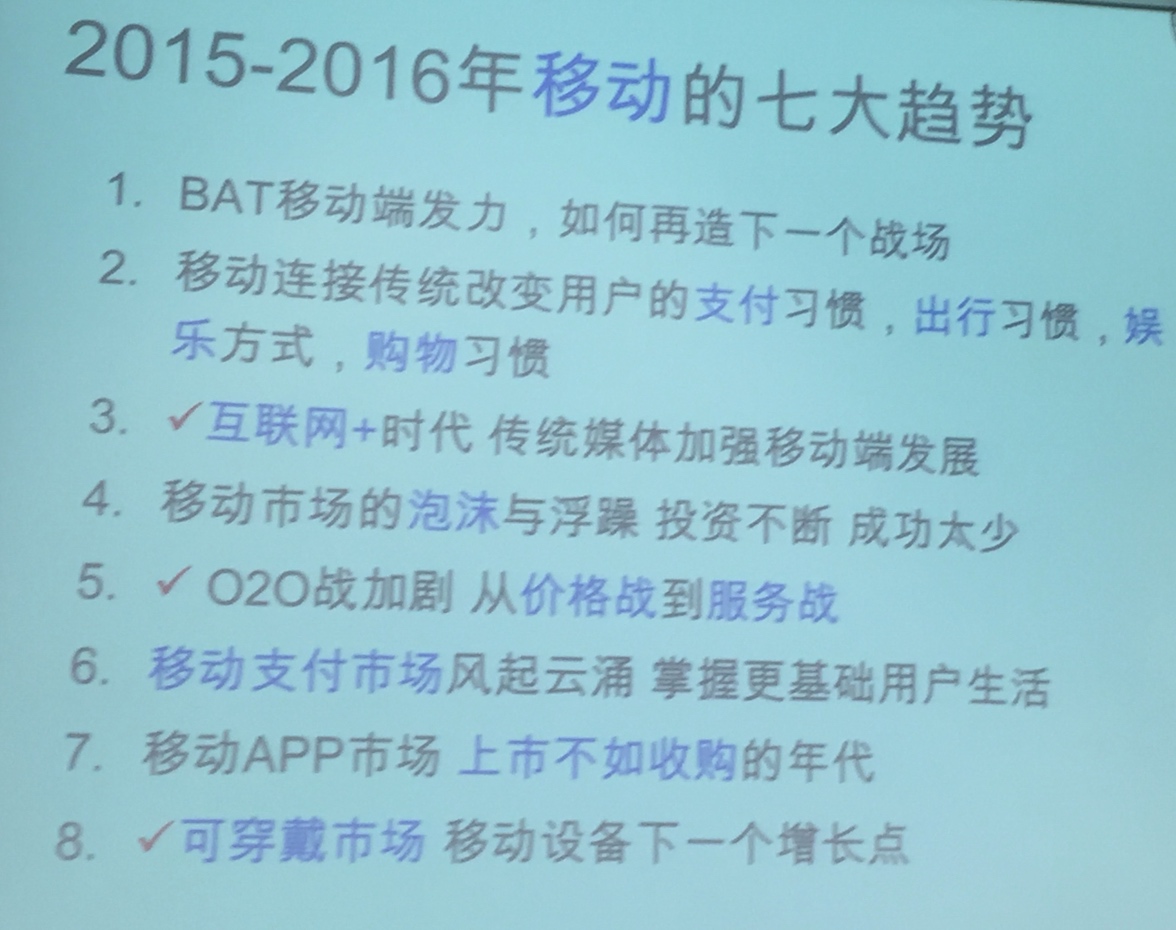 2015-2016年移动的七大趋势
1. BAT移动端发力，如何再造下一个战场
2. 移动连接传统改变用户的支付习惯，出行习惯，娱
乐方式，购物习惯
3. ✓互联网+时代 传统媒体加强移动端发展
4. 移动市场的泡沫与浮躁 投资不断 成功太少
5. ✓ O2O战加剧 从价格战到服务战
6. 移动支付市场风起云涌 掌握更基础用户生活
7. 移动APP市场 上市不如收购的年代
8. ✓可穿戴市场 移动设备下一个增长点